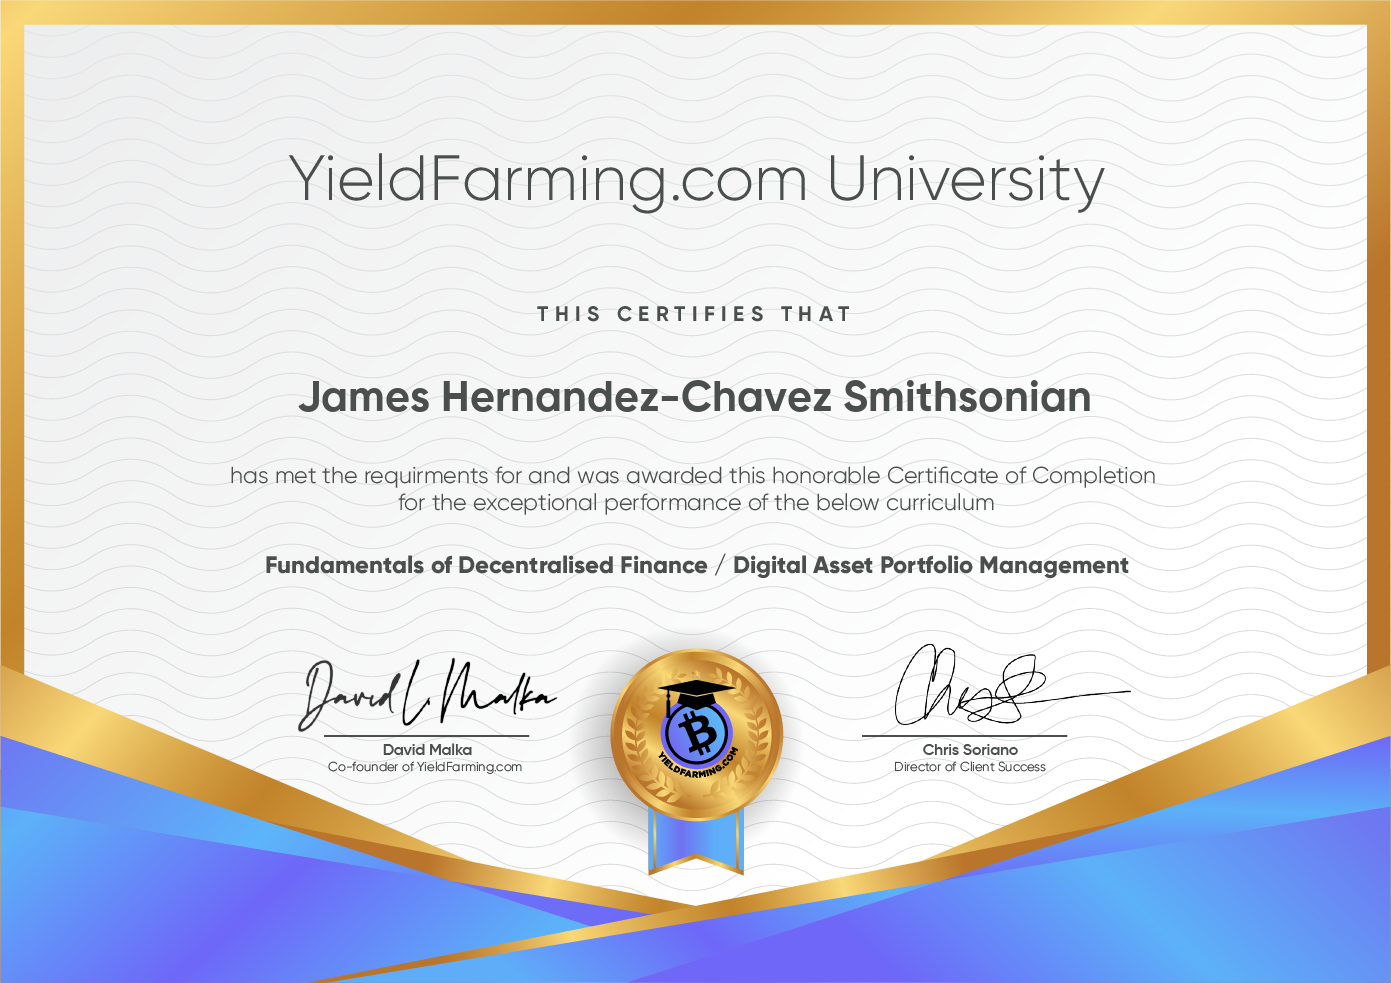 YieldFarming.com University
THIS CERTIFIES THAT
James Hernandez-Chavez Smithsonian
has met the requirments for and was awarded this honorable Certificate of Completion
for the exceptional performance of the below curriculum
Fundamentals of Decentralised Finance / Digital Asset Portfolio Management
David L. Malka
David Malka
Co-founder of YieldFarming.com
YIELDFARMING.COM
Chris Soriano
Director of Client Success